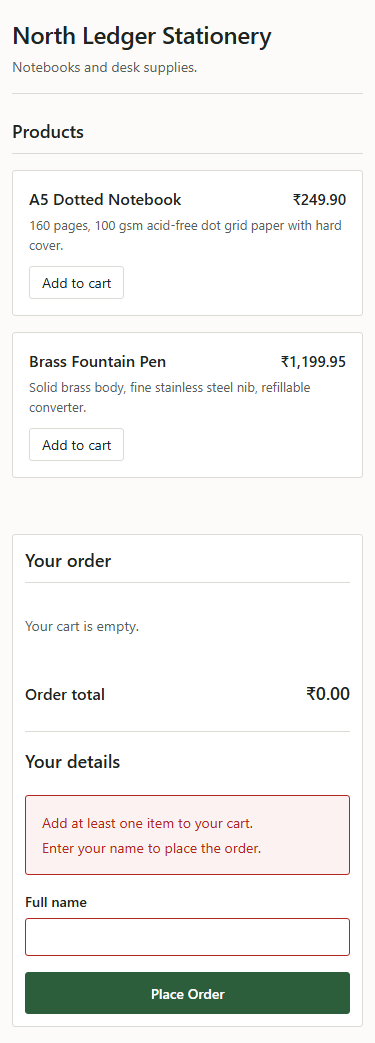 North Ledger Stationery
Notebooks and desk supplies.
Products
A5 Dotted Notebook ₹249.90
160 pages, 100 gsm acid-free dot grid paper with hard
cover.
Add to cart
Brass Fountain Pen ₹1,199.95
Solid brass body, fine stainless steel nib, refillable
converter.
Add to cart
Your order
Your cart is empty.
Order total ₹0.00
Your details
Add at least one item to your cart.
Enter your name to place the order.
Full name
Place Order